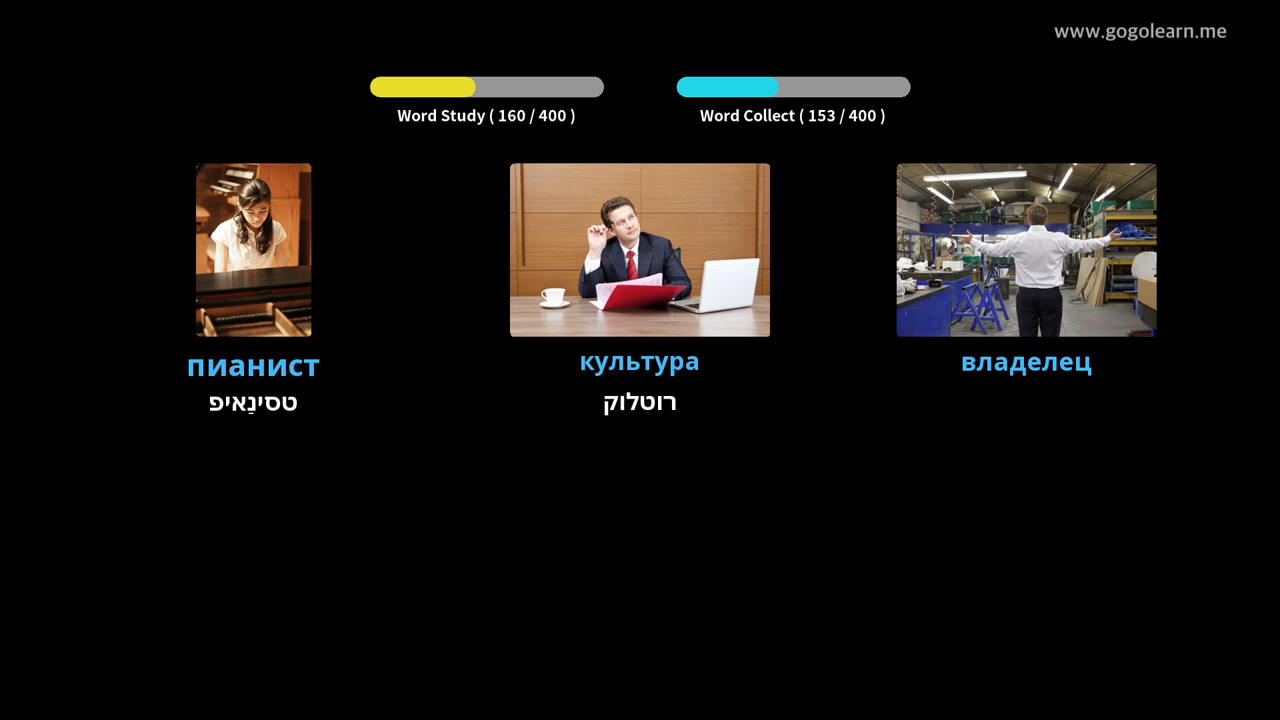 www.gogolearn.me
Word Study ( 160 / 400 )
Word Collect ( 153 / 400 )
пианист
טסינַאיפ
культура
רוטלוק
владелец